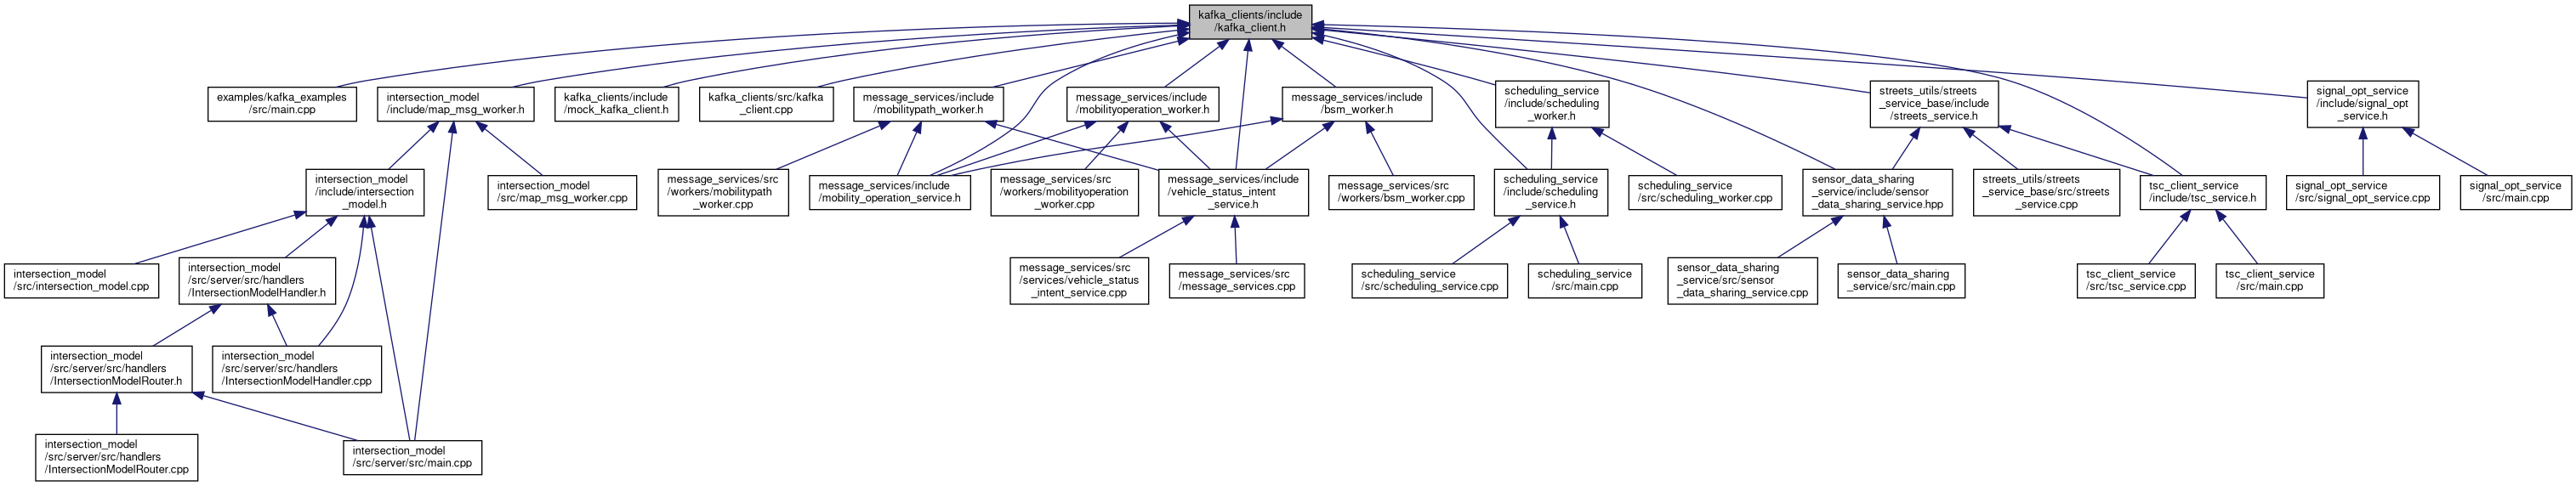 kafka_clients/include
/kafka_client.h
examples/kafka_examples
/src/main.cpp
intersection_model
/include/map_msg_worker.h
kafka_clients/include
/mock_kafka_client.h
kafka_clients/src/kafka
_client.cpp
message_services/include
/mobilitypath_worker.h
message_services/include
/mobilityoperation_worker.h
message_services/include
/bsm_worker.h
scheduling_service
/include/scheduling
_worker.h
streets_utils/streets
_service_base/include
/streets_service.h
signal_opt_service
/include/signal_opt
_service.h
intersection_model
/include/intersection
_model.h
intersection_model
/src/map_msg_worker.cpp
message_services/src
/workers/mobilitypath
_worker.cpp
message_services/include
/mobility_operation_service.h
message_services/src
/workers/mobilityoperation
_worker.cpp
message_services/include
/vehicle_status_intent
_service.h
message_services/src
/workers/bsm_worker.cpp
scheduling_service
/include/scheduling
_service.h
scheduling_service
/src/scheduling_worker.cpp
sensor_data_sharing
_service/include/sensor
_data_sharing_service.hpp
streets_utils/streets
_service_base/src/streets
_service.cpp
tsc_client_service
/include/tsc_service.h
signal_opt_service
/src/signal_opt_service.cpp
signal_opt_service
/src/main.cpp
intersection_model
/src/intersection_model.cpp
intersection_model
/src/server/src/handlers
/IntersectionModelHandler.h
message_services/src
/services/vehicle_status
_intent_service.cpp
message_services/src
/message_services.cpp
scheduling_service
/src/scheduling_service.cpp
scheduling_service
/src/main.cpp
sensor_data_sharing
_service/src/sensor
_data_sharing_service.cpp
sensor_data_sharing
_service/src/main.cpp
tsc_client_service
/src/tsc_service.cpp
tsc_client_service
/src/main.cpp
intersection_model
/src/server/src/handlers
/IntersectionModelRouter.h
intersection_model
/src/server/src/handlers
/IntersectionModelHandler.cpp
intersection_model
/src/server/src/handlers
/IntersectionModelRouter.cpp
intersection_model
/src/server/src/main.cpp